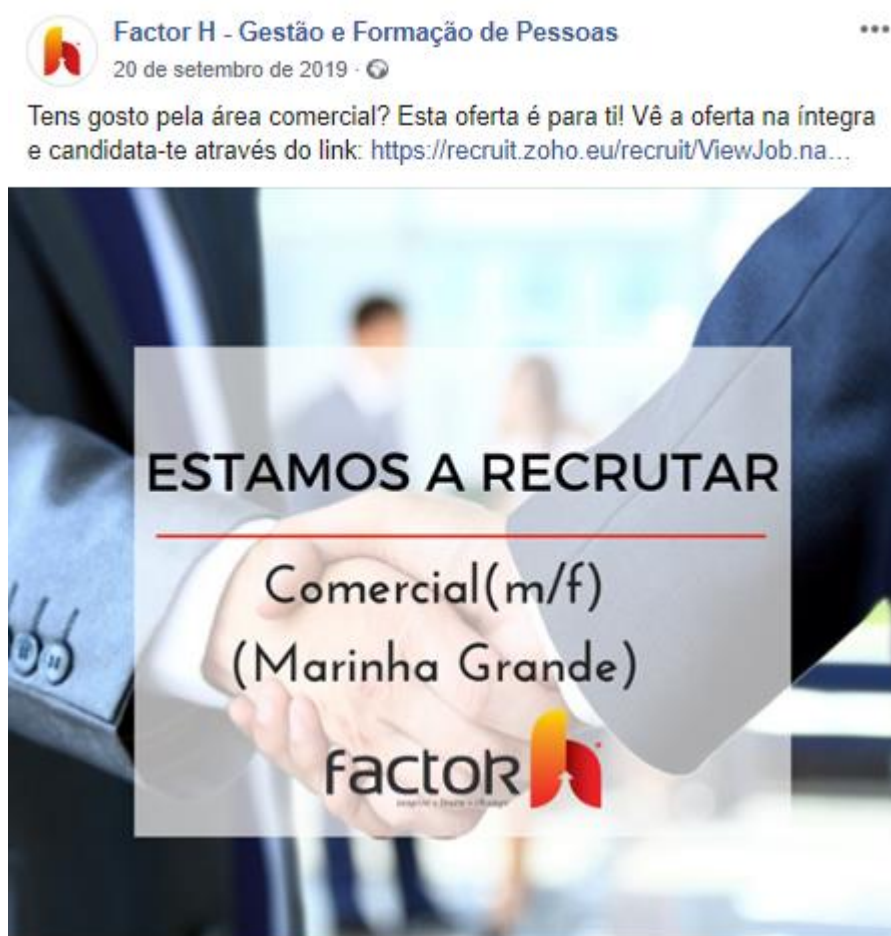 Factor H - Gestão e Formação de Pessoas
20 de setembro de 2019 ·
Tens gosto pela área comercial? Esta oferta é para ti! Vê a oferta na íntegra
e candidata-te através do link: https://recruit.zoho.eu/recruit/ViewJob.na...
ESTAMOS A RECRUTAR
Comercial(m/f)
(Marinha Grande)
factor h